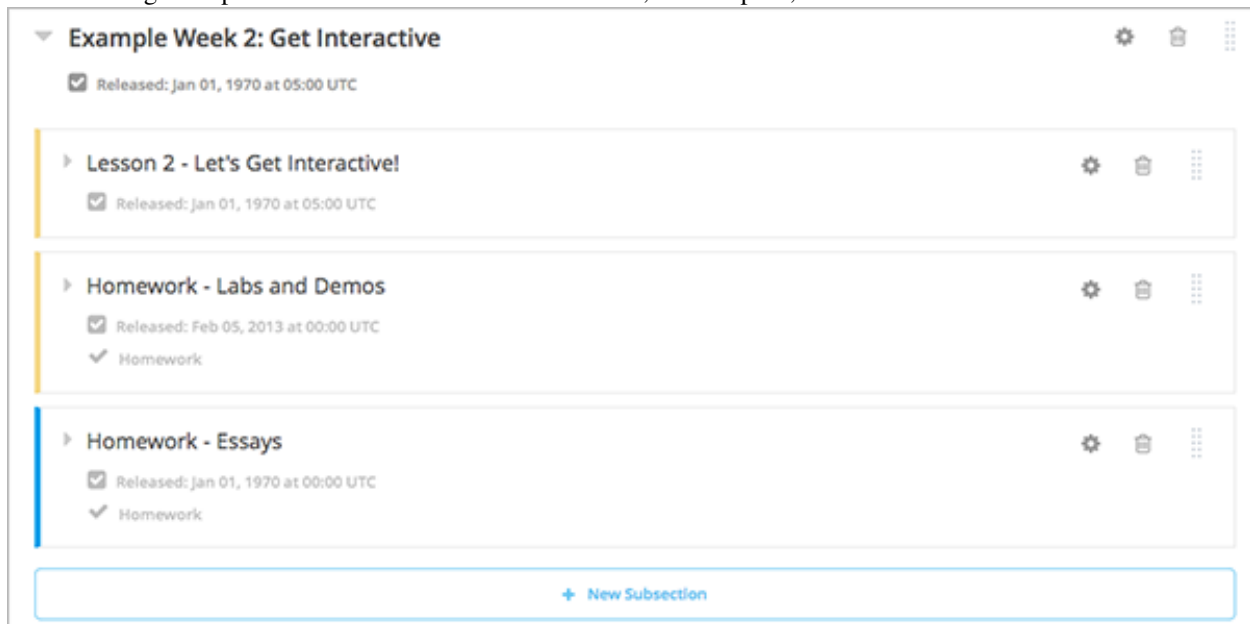 Example Week 2: Get Interactive
Released: Jan 01, 1970 at 05:00 UTC
Lesson 2 - Let's Get Interactive!
Released: Jan 01, 1970 at 05:00 UTC
Homework - Labs and Demos
Released: Feb 05, 2013 at 00:00 UTC
Homework
Homework - Essays
Released: Jan 01, 1970 at 00:00 UTC
Homework
+ New Subsection